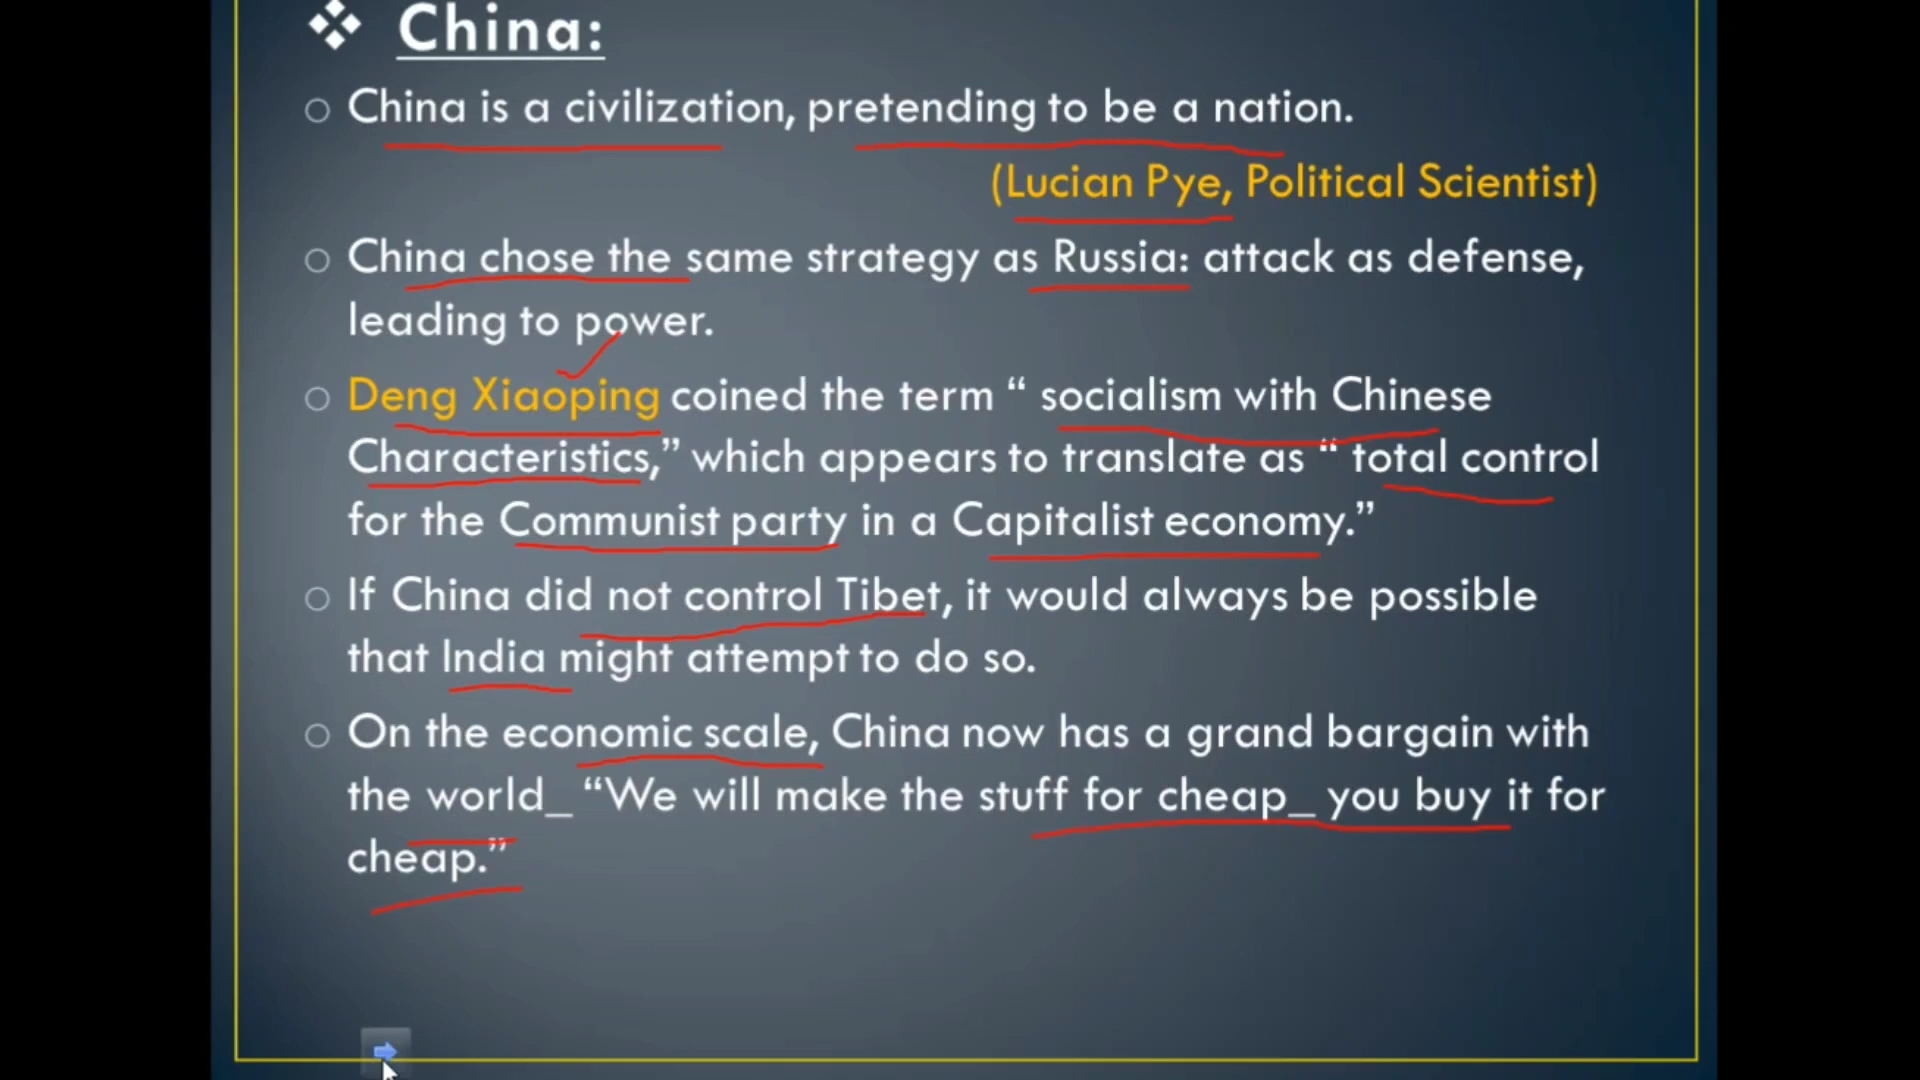 ❖ China:
○ China is a civilization, pretending to be a nation.
(Lucian Pye, Political Scientist)
○ China chose the same strategy as Russia: attack as defense,
leading to power.
○ Deng Xiaoping coined the term “ socialism with Chinese
Characteristics,” which appears to translate as “ total control
for the Communist party in a Capitalist economy.”
○ If China did not control Tibet, it would always be possible
that India might attempt to do so.
○ On the economic scale, China now has a grand bargain with
the world_ “We will make the stuff for cheap_ you buy it for
cheap.”